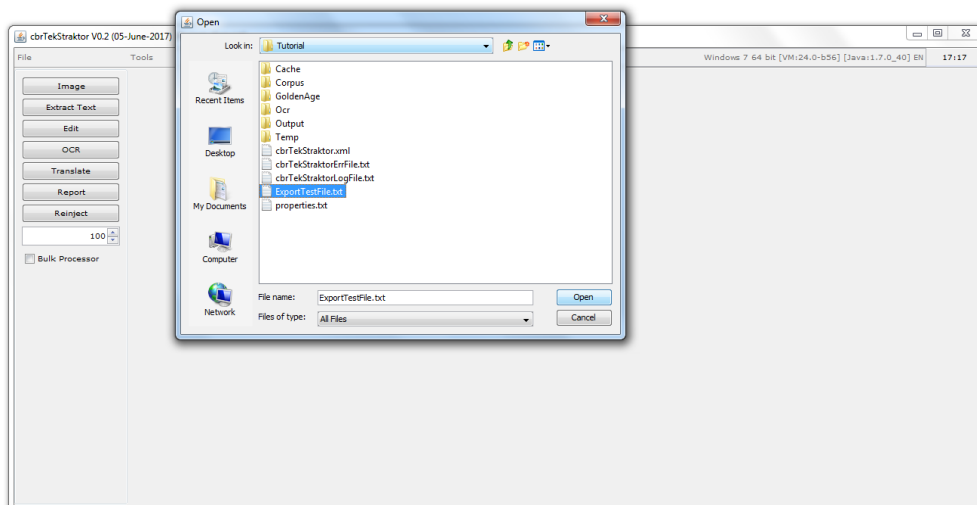 Open
cbrTekStraktor V0.2 (05-June-2017)
File Tools Windows 7 64 bit [VM:24.0-b56] [Java:1.7.0_40] EN 17:17
Look in: Tutorial
Image
Extract Text
Edit
OCR
Translate
Report
Reinject
100
Bulk Processor
Recent Items
Desktop
My Documents
Computer
Network
Cache
Corpus
GoldenAge
Ocr
Output
Temp
cbrTekStraktor.xml
cbrTekStraktorErrFile.txt
cbrTekStraktorLogFile.txt
ExportTestFile.txt
properties.txt
File name: ExportTestFile.txt Open
Files of type: All Files Cancel